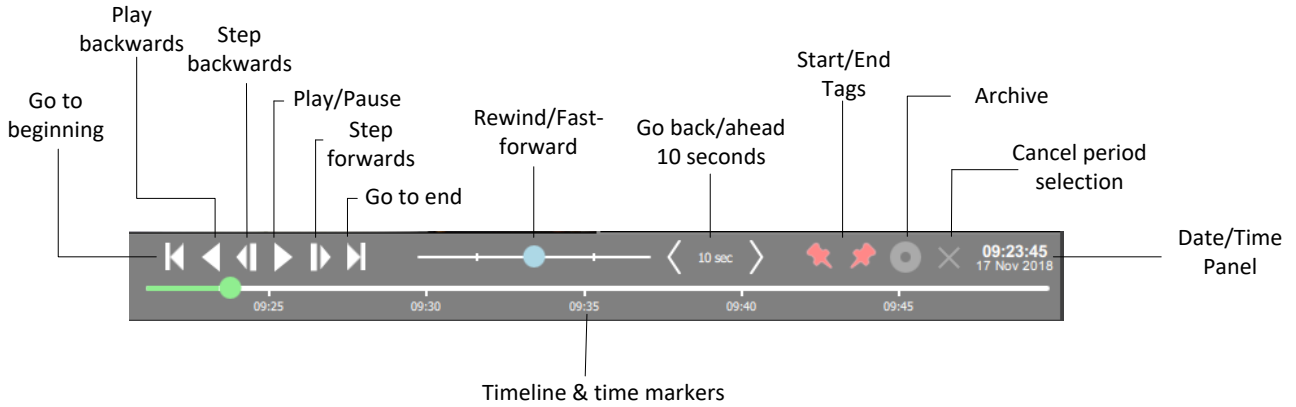 Play
backwards
Step
backwards
Go to
beginning
Play/Pause
Step
forwards
Go to end
Rewind/Fast-
forward
Go back/ahead
10 seconds
Start/End
Tags
Archive
Cancel period
selection
Date/Time
Panel
10 sec
09:23:45
17 Nov 2018
09:25
09:30
09:35
09:40
09:45
Timeline & time markers